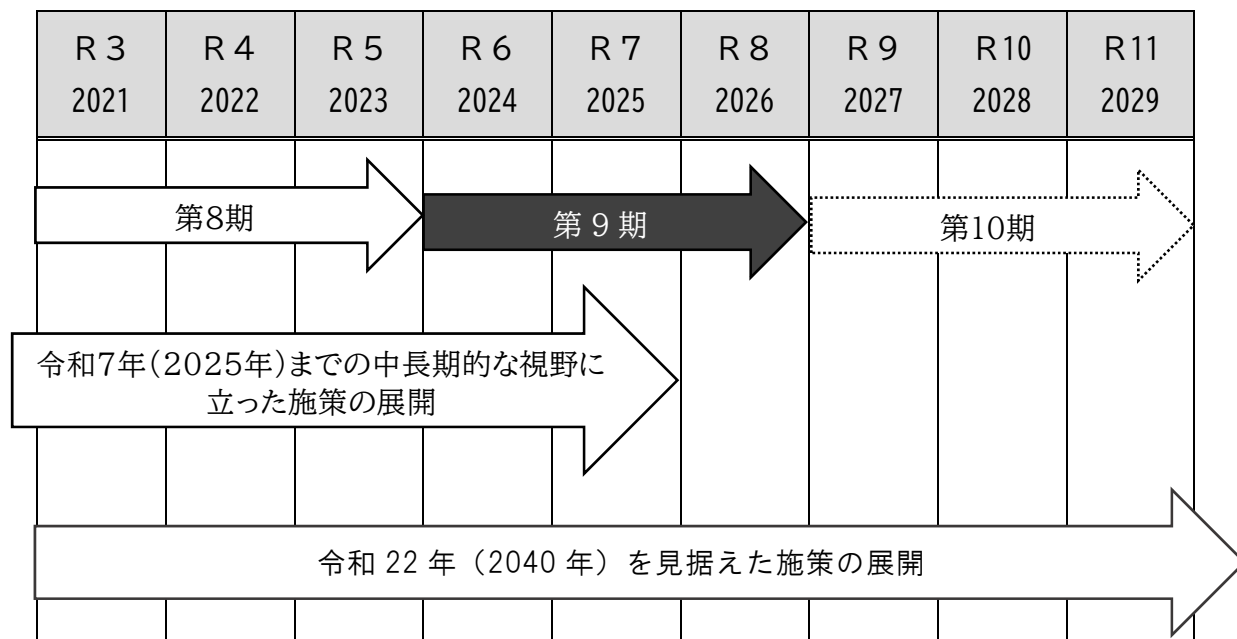 R３ R４ R５ R６ R７ R８ R９ R10 R11
2021 2022 2023 2024 2025 2026 2027 2028 2029
第8期 第９期 第10期
令和7年(2025年)までの中長期的な視野に
立った施策の展開
令和 22 年（2040 年）を見据えた施策の展開